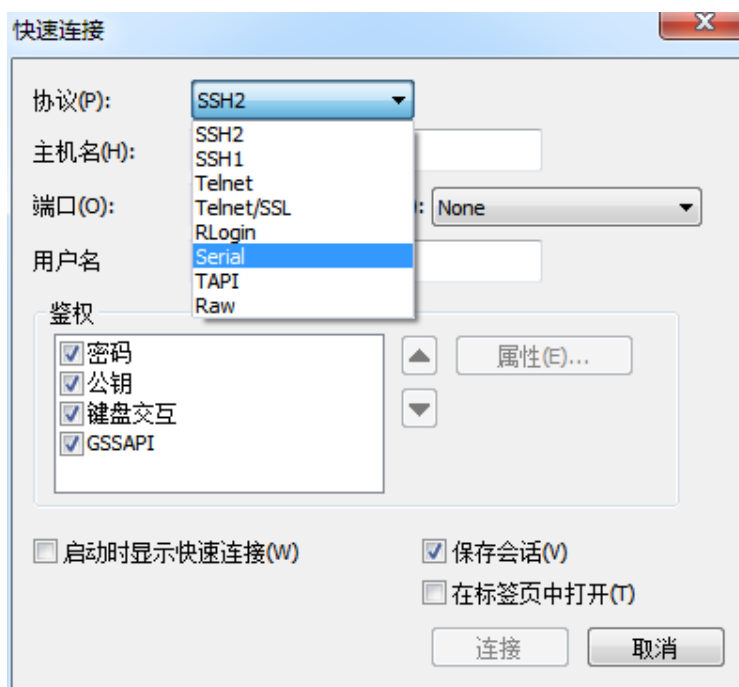 快速连接
协议(P):
SSH2
SSH2
SSH1
Telnet
Telnet/SSL
RLogin
Serial
TAPI
Raw
主机名(H):
端口(O):
: None
用户名
鉴权
密码
公钥
键盘交互
GSSAPI
属性(E)...
启动时显示快速连接(W)
保存会话(V)
在标签页中打开(T)
连接
取消